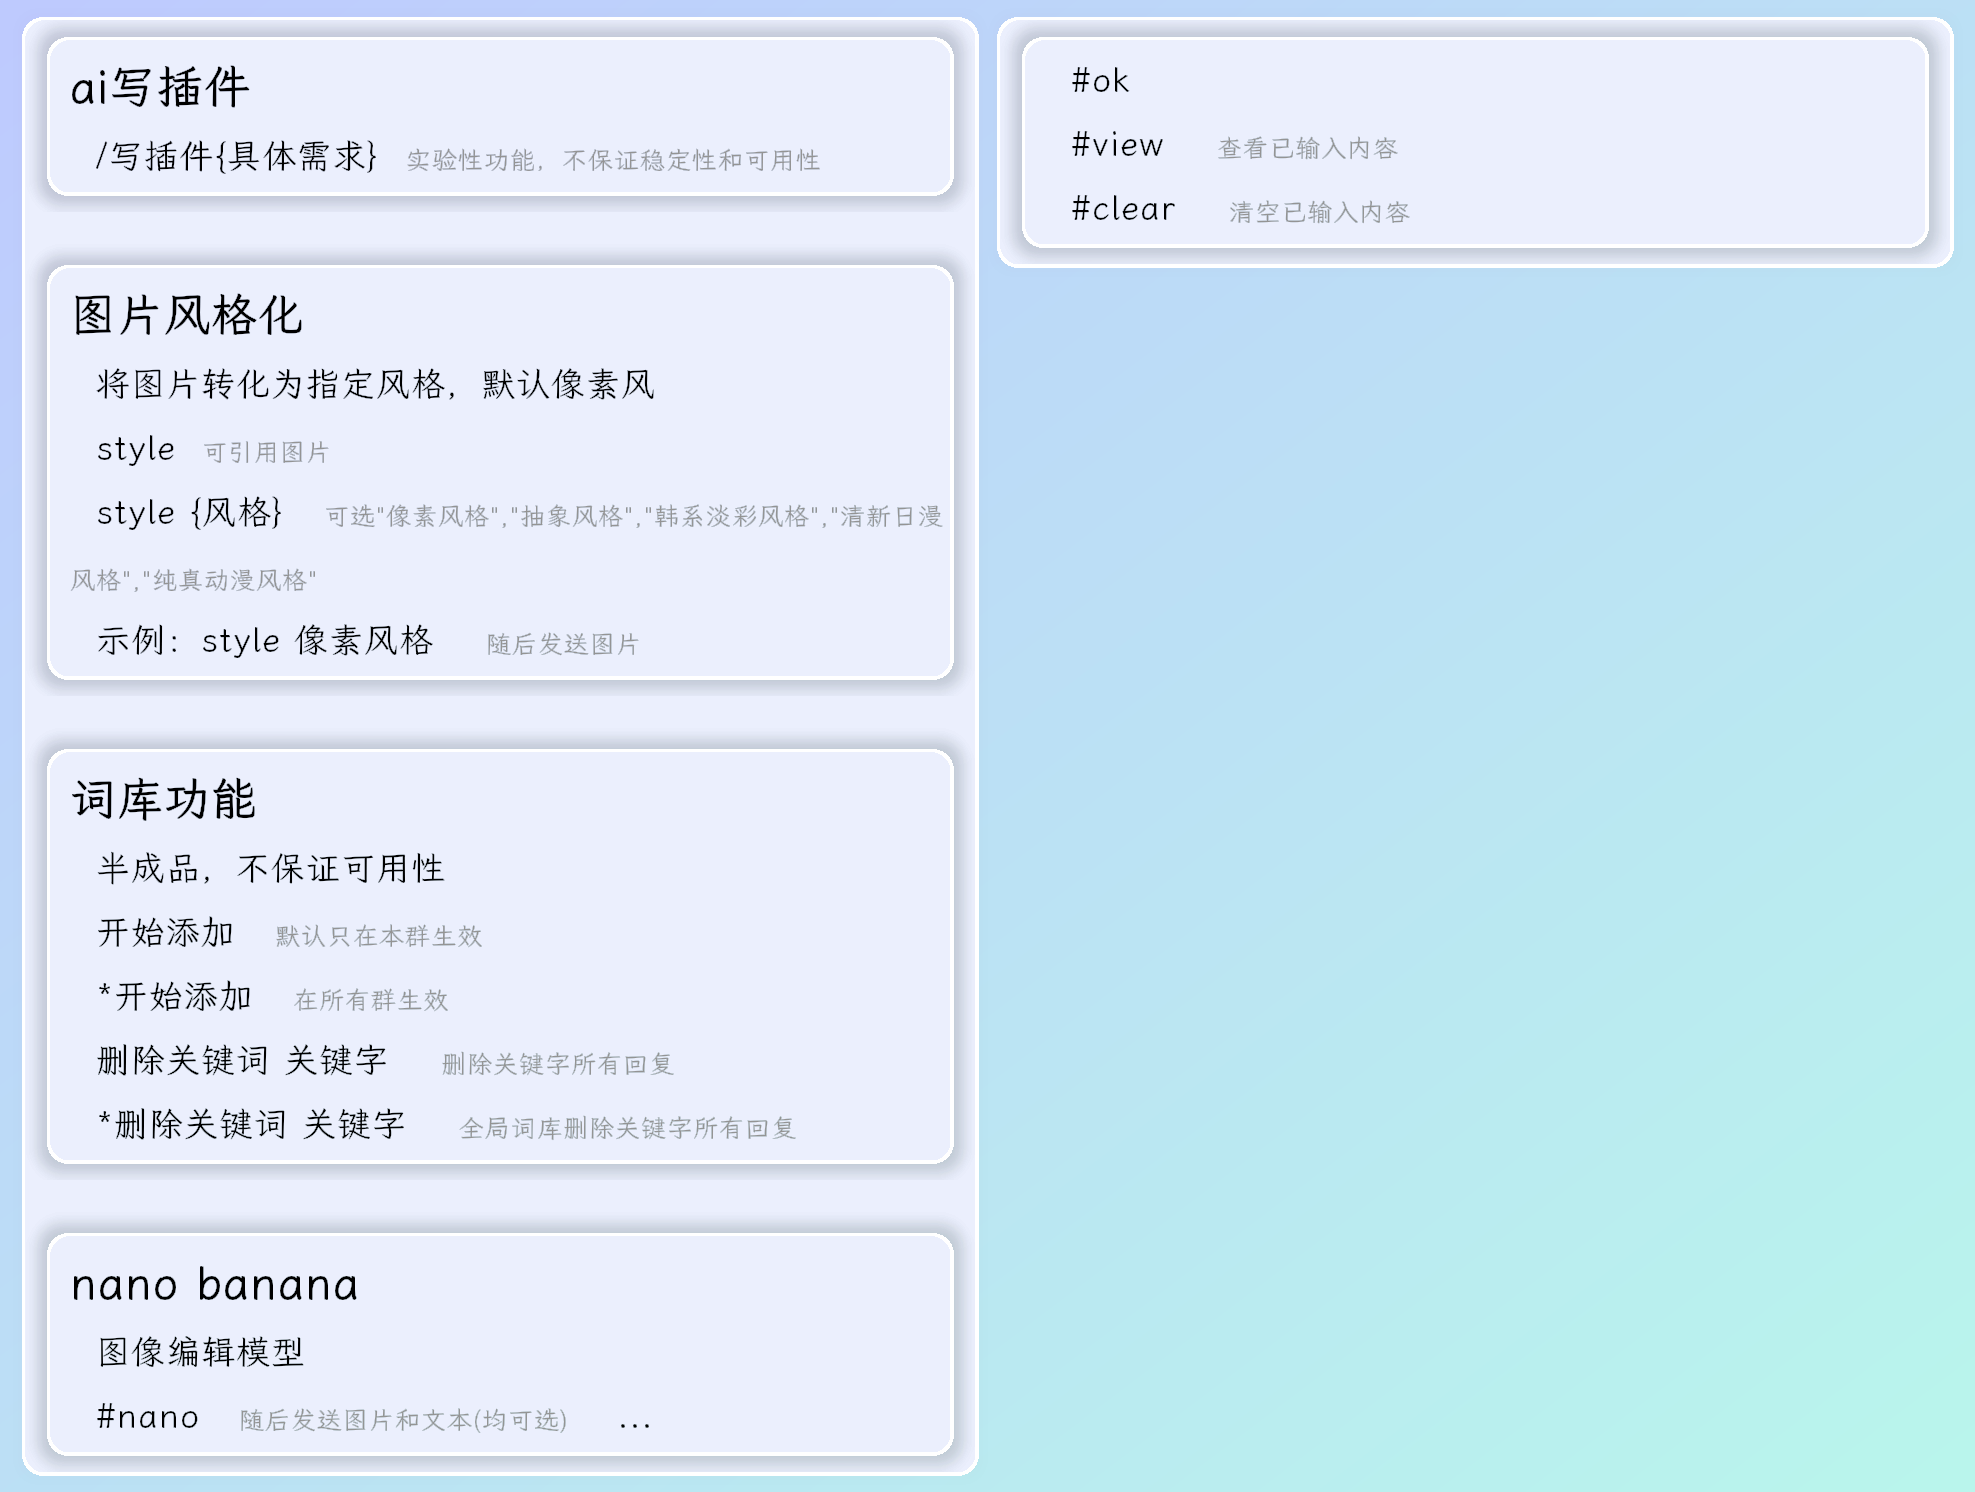 ai写插件
/写插件{具体需求} 实验性功能，不保证稳定性和可用性
图片风格化
将图片转化为指定风格，默认像素风
style 可引用图片
style {风格} 可选"像素风格","抽象风格","韩系淡彩风格","清新日漫
风格","纯真动漫风格"
示例：style 像素风格 随后发送图片
词库功能
半成品，不保证可用性
开始添加 默认只在本群生效
*开始添加 在所有群生效
删除关键词 关键字 删除关键字所有回复
*删除关键词 关键字 全局词库删除关键字所有回复
nano banana
图像编辑模型
#nano 随后发送图片和文本(均可选) ...
#ok
#view 查看已输入内容
#clear 清空已输入内容